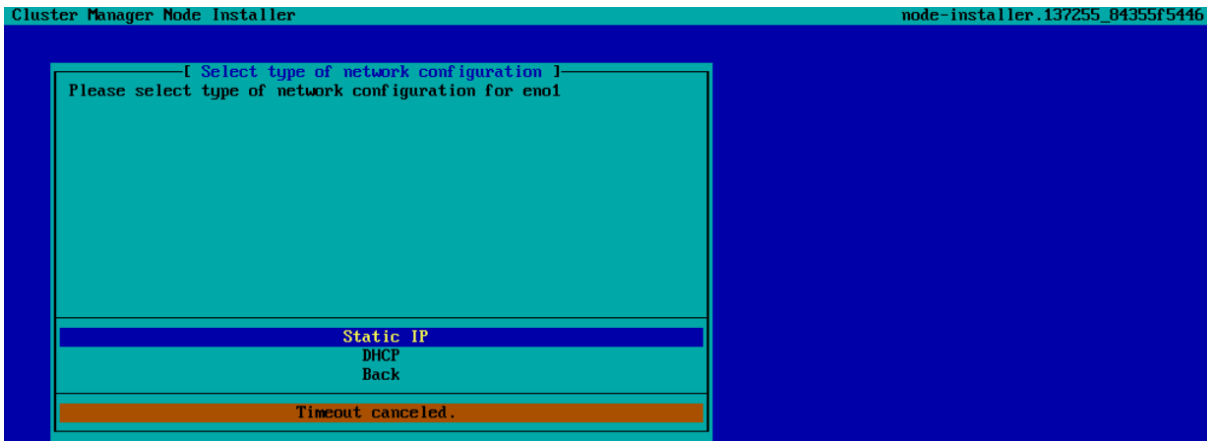 Cluster Manager Node Installer
node-installer.137255_84355f5446
[ Select type of network configuration ]
Please select type of network configuration for eno1
Static IP
DHCP
Back
Timeout canceled.